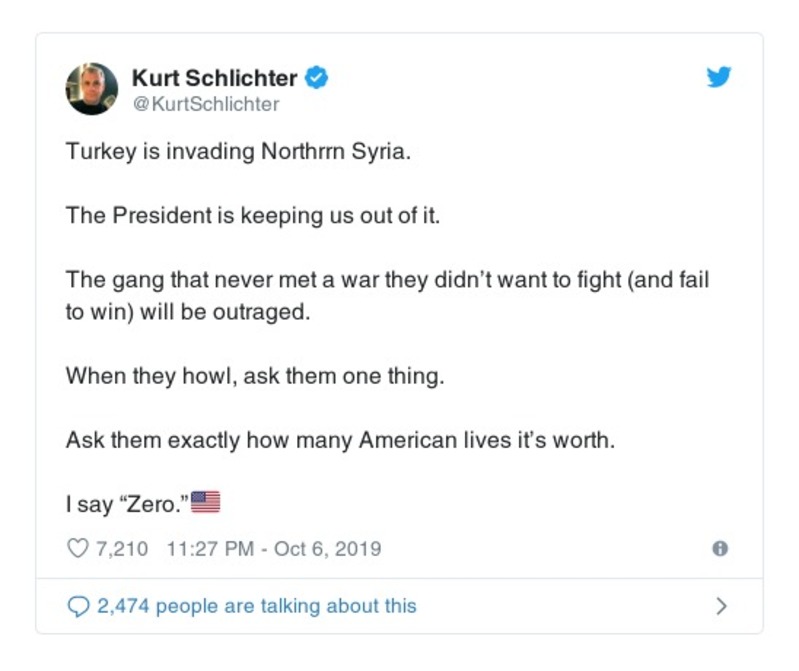 Kurt Schlichter
@KurtSchlichter
Turkey is invading Northrrn Syria.
The President is keeping us out of it.
The gang that never met a war they didn’t want to fight (and fail
to win) will be outraged.
When they howl, ask them one thing.
Ask them exactly how many American lives it’s worth.
I say “Zero.”🇺🇸
7,210 11:27 PM - Oct 6, 2019
2,474 people are talking about this